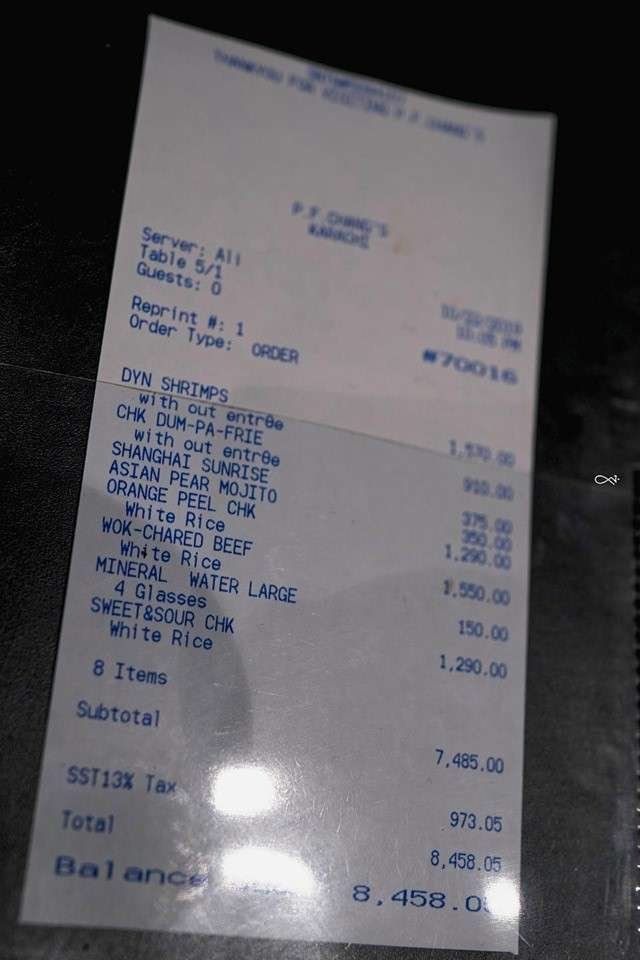 THANKYOU FOR VISITING P.F.CHANG'S
P.F.CHANG'S
KARACHI
Server: Ali
Table 5/1
Guests: 0
Reprint #: 1
#70016
Order Type: ORDER
DYN SHRIMPS 1,570.00
with out entr0e
CHK DUM-PA-FRIE 910.00
with out entr0e
SHANGHAI SUNRISE 375.00
ASIAN PEAR MOJITO 350.00
ORANGE PEEL CHK 1,290.00
White Rice
WOK-CHARED BEEF 1,550.00
White Rice
MINERAL WATER LARGE 150.00
4 Glasses
SWEET&SOUR CHK 1,290.00
White Rice
8 Items
Subtotal 7,485.00
SST13% Tax 973.05
Total 8,458.05
Balance 8,458.05